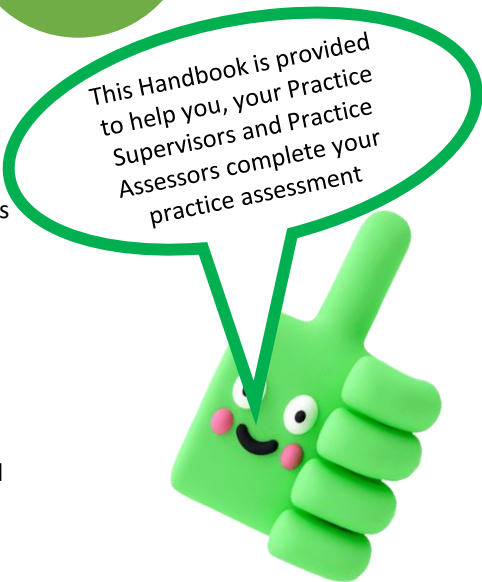 This Handbook is provided
to help you, your Practice
Supervisors and Practice
Assessors complete your
practice assessment
s